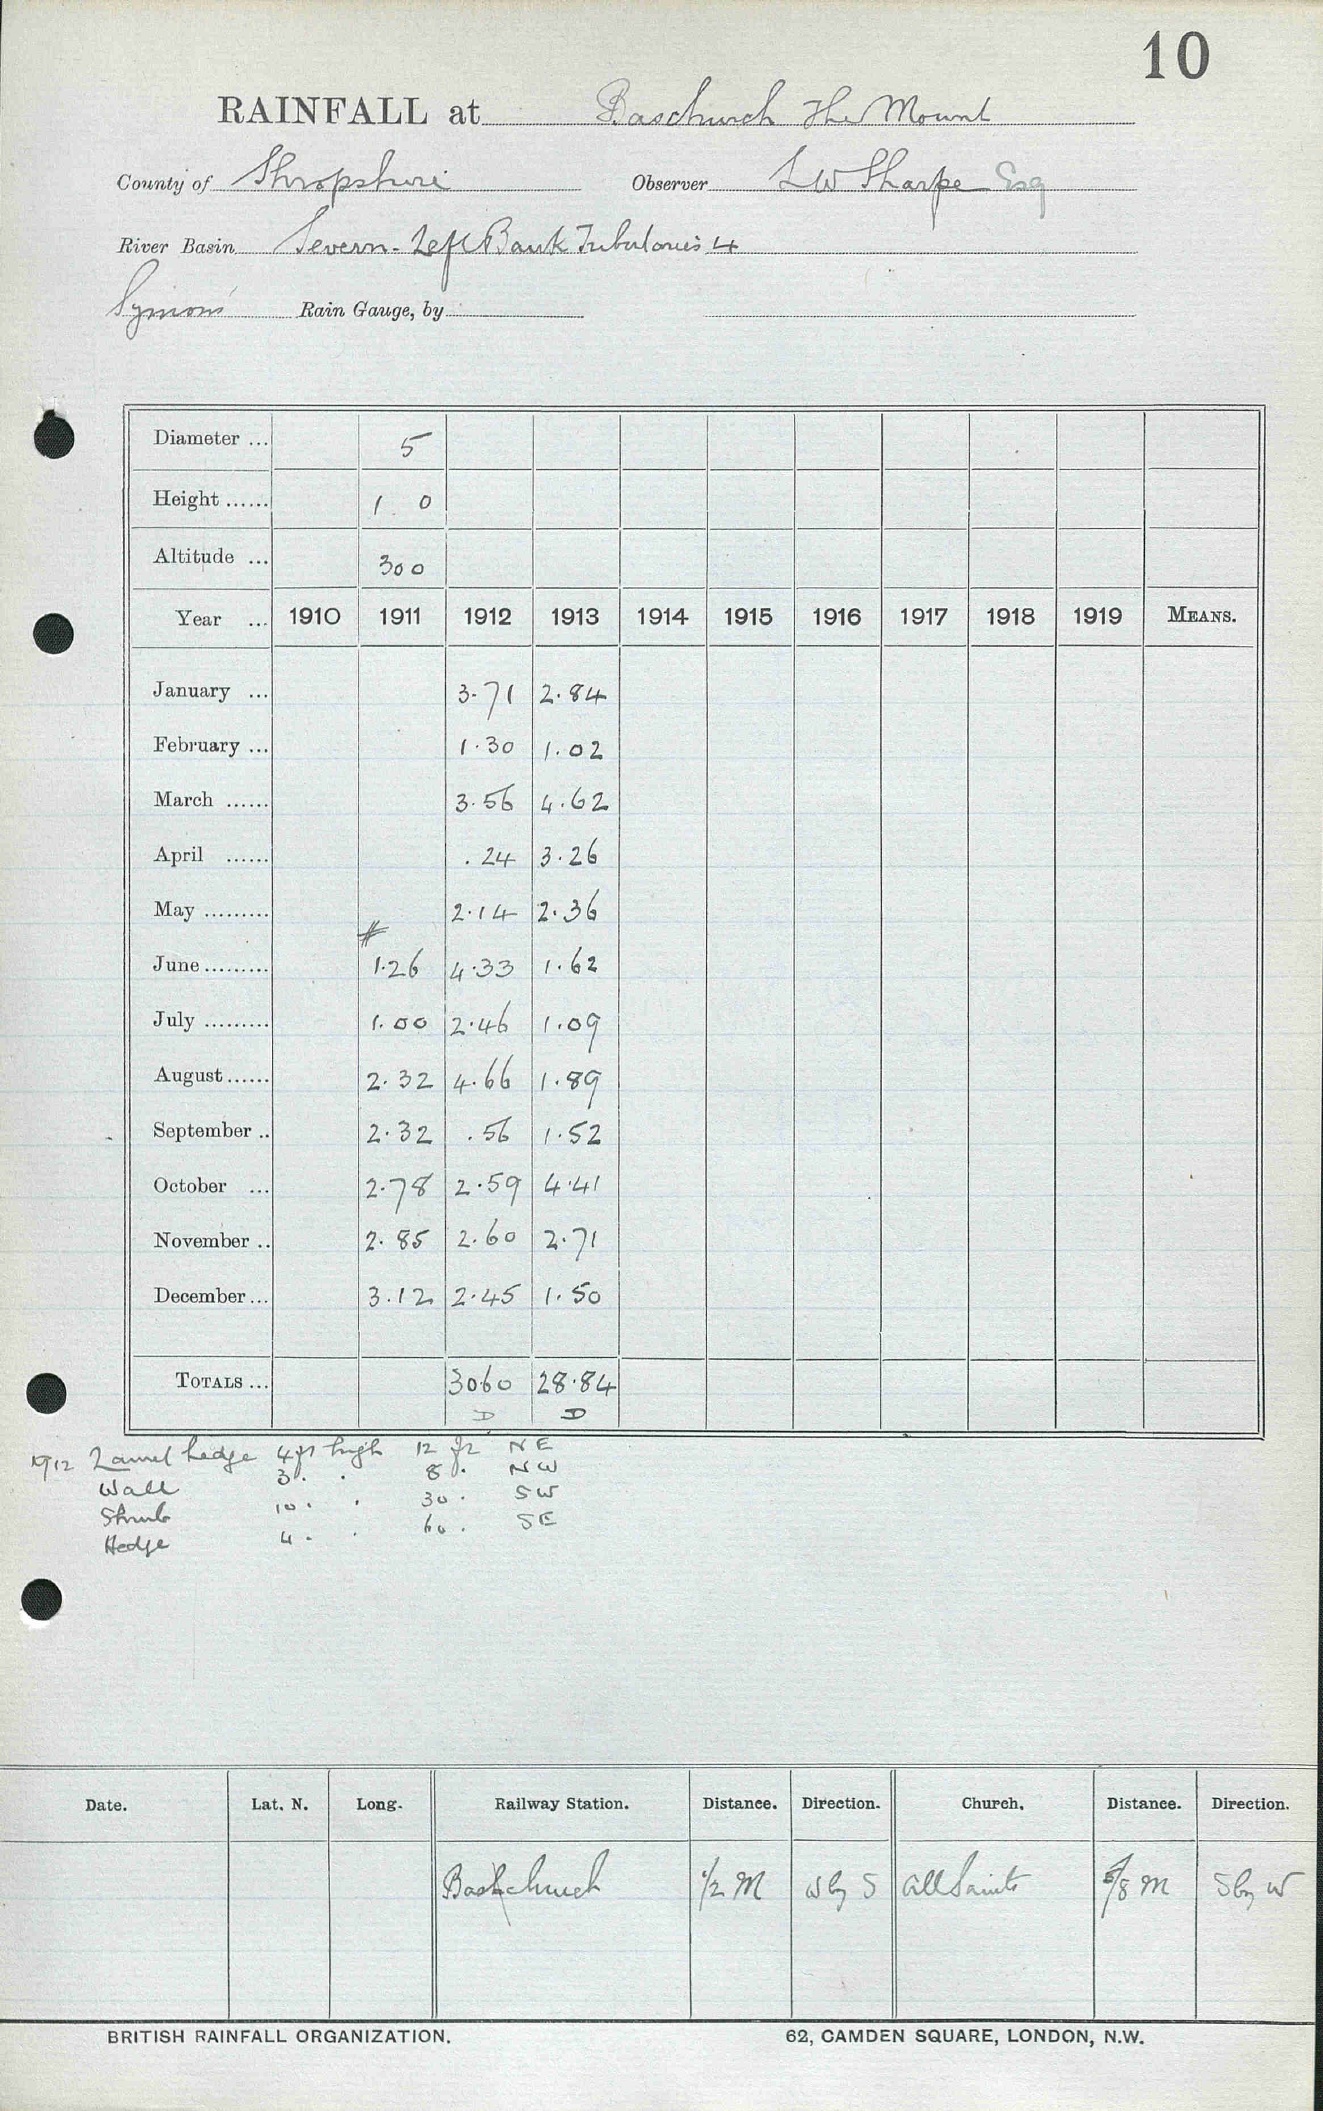 10
RAINFALL at Baschurch The Mount
County of Shropshire Observer L W Sharpe Esq
River Basin Severn - Left Bank Tributaries 4
Symons' Rain Gauge, by
Diameter ... 5
Height ...... 1 0
Altitude ... 300
Year ... 1910 1911 1912 1913 1914 1915 1916 1917 1918 1919 MEANS.
January ... 3.71 2.84
February ... 1.30 1.02
March ...... 3.56 4.62
April ...... .24 3.26
May ......... 2.14 2.36
#
June ......... 1.26 4.33 1.62
July ......... 1.00 2.46 1.09
August ...... 2.32 4.66 1.89
September .. 2.32 .56 1.52
October ... 2.78 2.59 4.41
November .. 2.85 2.60 2.71
December ... 3.12 2.45 1.50
TOTALS ... 30.60 28.84
D D
1912 Laurel hedge 4 ft high 12 ft NE
Wall 3 . . 8 . NW
Shrub 10 . . 30 . SW
Hedge 4 . . 60 . SE
Date. Lat. N. Long. Railway Station. Distance. Direction. Church. Distance. Direction.
Baschurch 1/2 M W by S All Saints 5/8 M S by W
BRITISH RAINFALL ORGANIZATION. 62, CAMDEN SQUARE, LONDON, N.W.